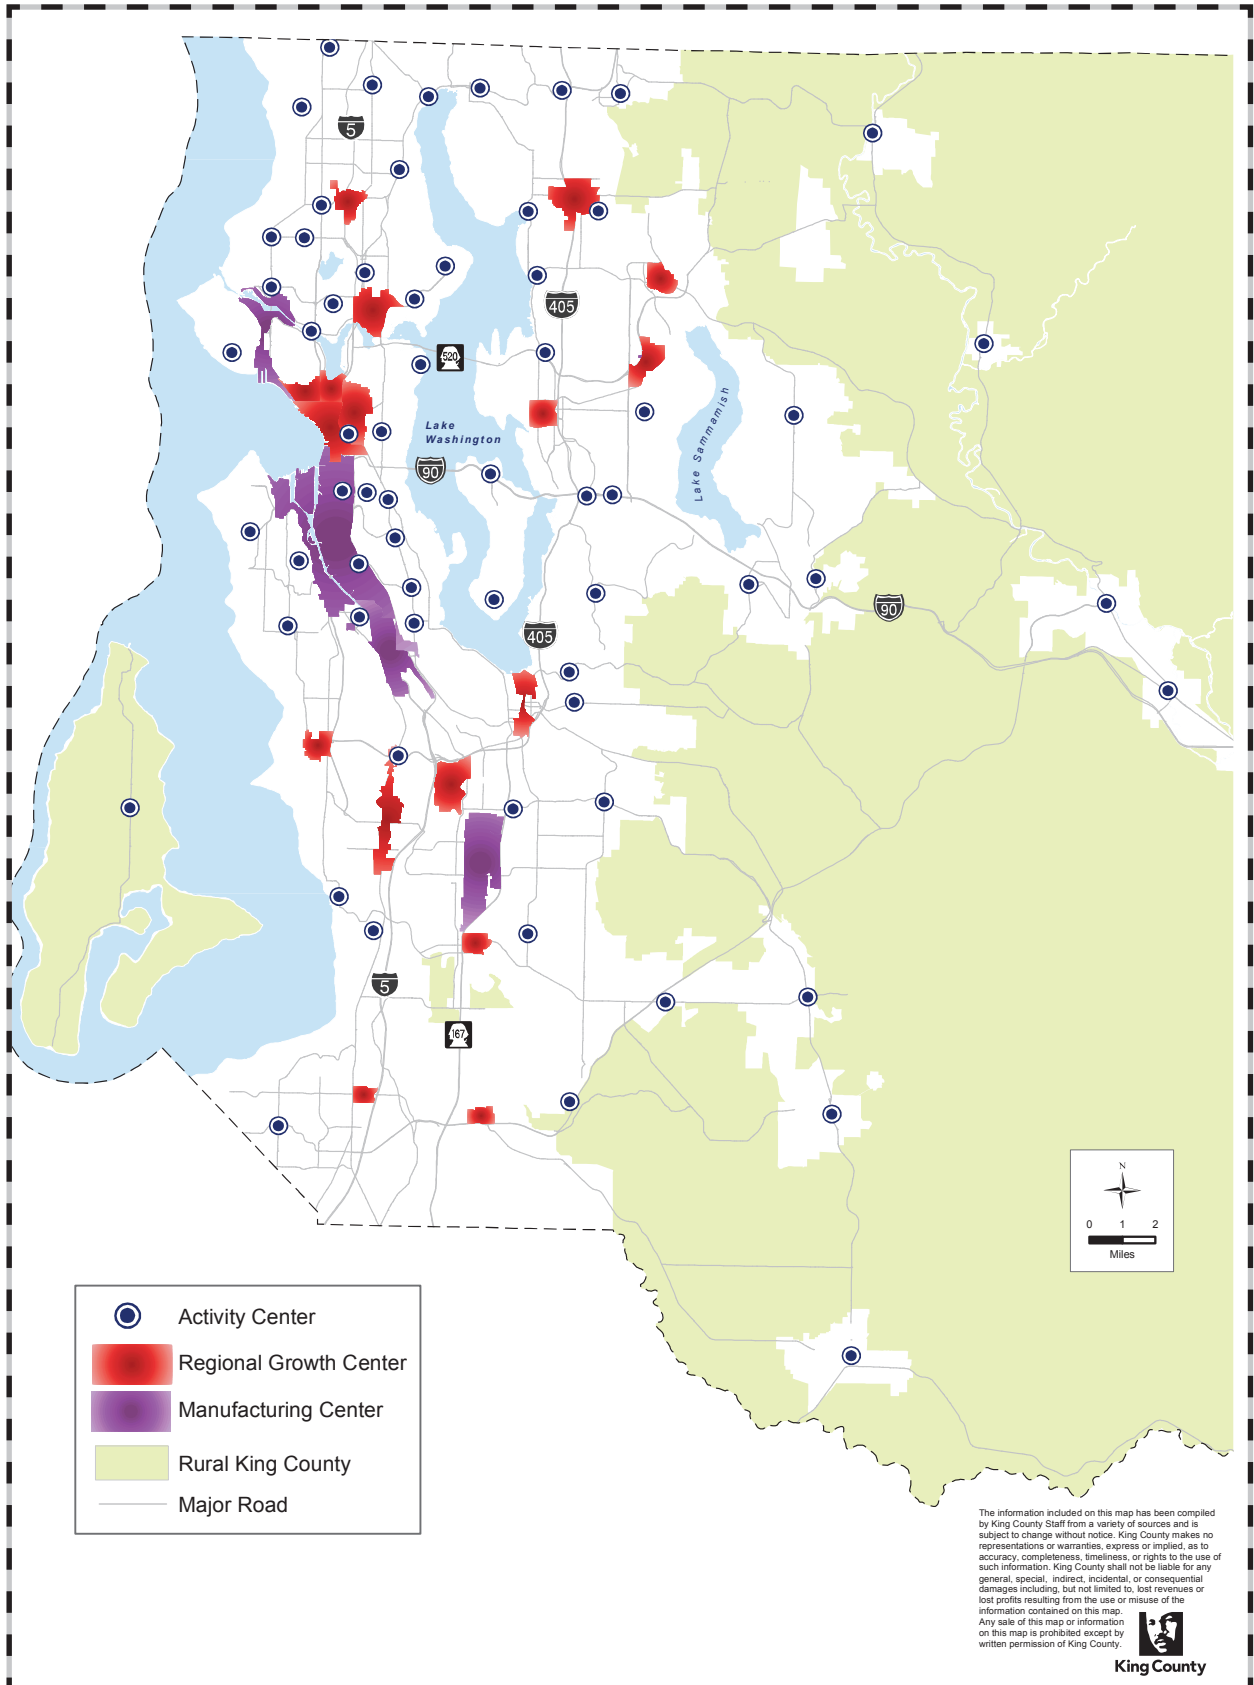 5
405
520
Lake
Washington
90
Lake Sammamish
90
405
5
167
N
0 1 2
Miles
Activity Center
Regional Growth Center
Manufacturing Center
Rural King County
Major Road
The information included on this map has been compiled
by King County Staff from a variety of sources and is
subject to change without notice. King County makes no
representations or warranties, express or implied, as to
accuracy, completeness, timeliness, or rights to the use of
such information. King County shall not be liable for any
general, special, indirect, incidental, or consequential
damages including, but not limited to, lost revenues or
lost profits resulting from the use or misuse of the
information contained on this map.
Any sale of this map or information
on this map is prohibited except by
written permission of King County.
King County